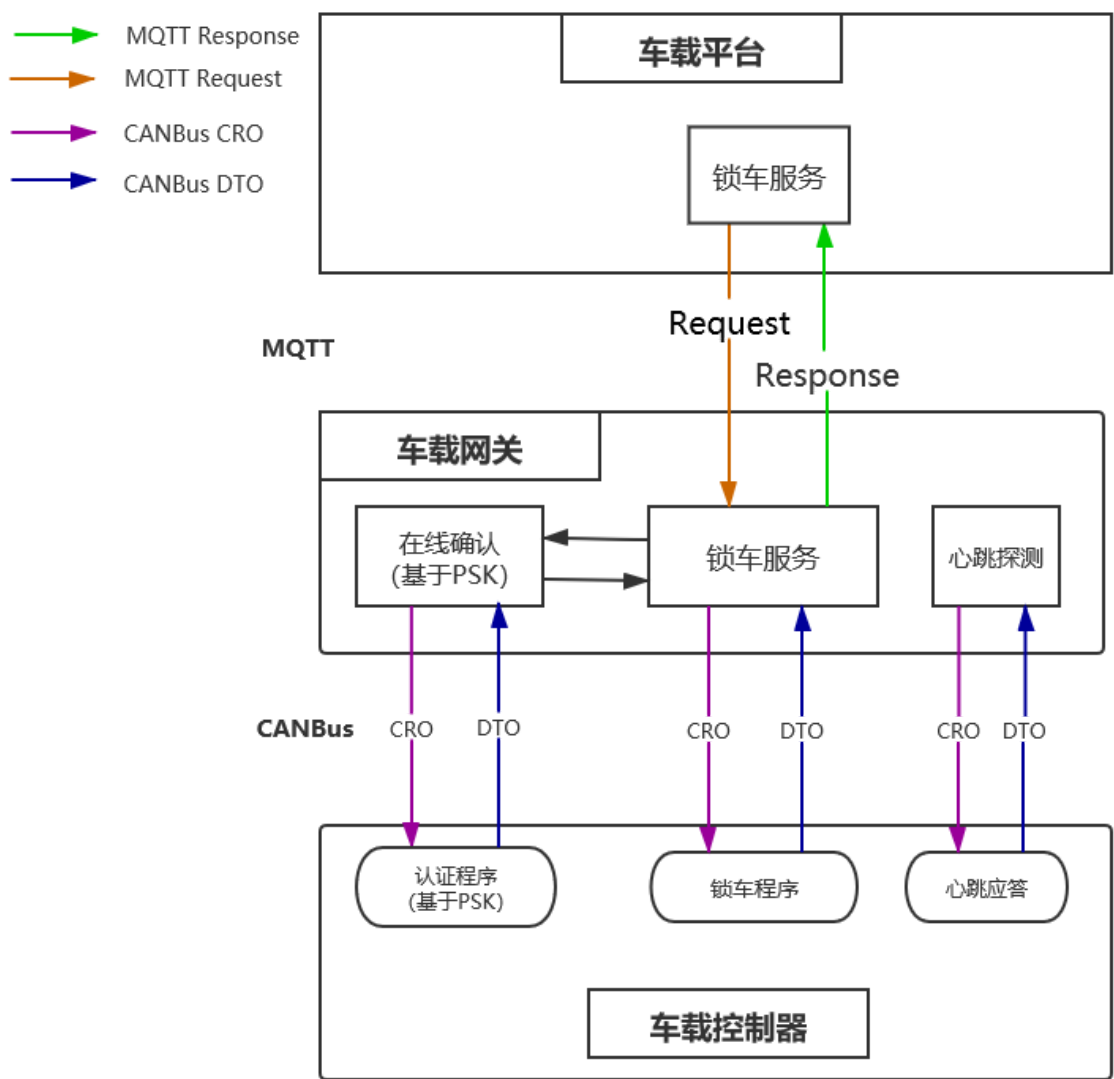 MQTT Response
MQTT Request
CANBus CRO
CANBus DTO
车载平台
锁车服务
Request
MQTT
Response
车载网关
在线确认
(基于PSK)
锁车服务
心跳探测
CANBus
CRO
DTO
CRO
DTO
CRO
DTO
认证程序
(基于PSK)
锁车程序
心跳应答
车载控制器